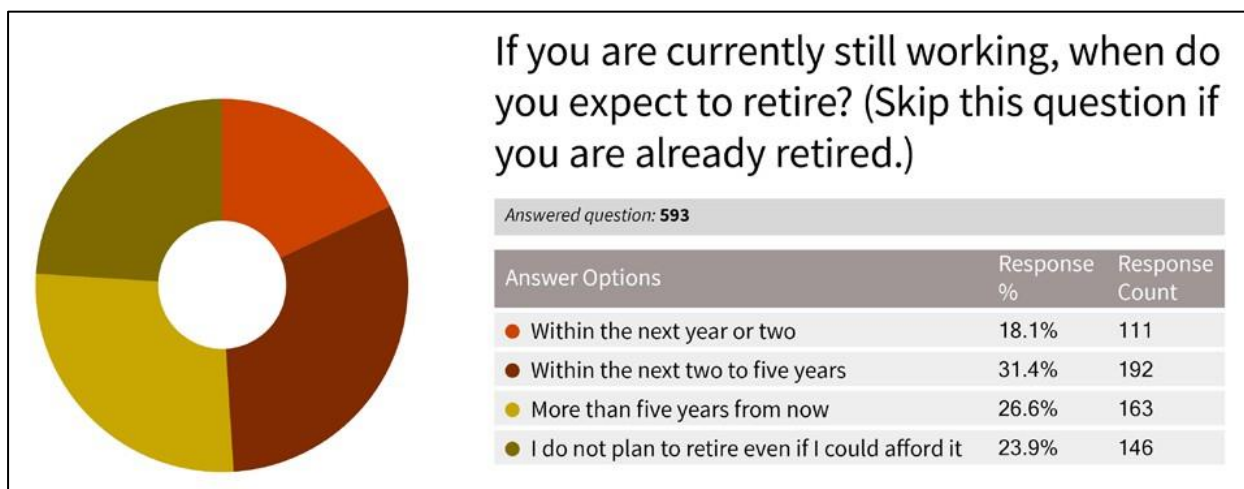 If you are currently still working, when do
you expect to retire? (Skip this question if
you are already retired.)
Answered question: 593
Answer Options Response % Response Count
Within the next year or two 18.1% 111
Within the next two to five years 31.4% 192
More than five years from now 26.6% 163
I do not plan to retire even if I could afford it 23.9% 146